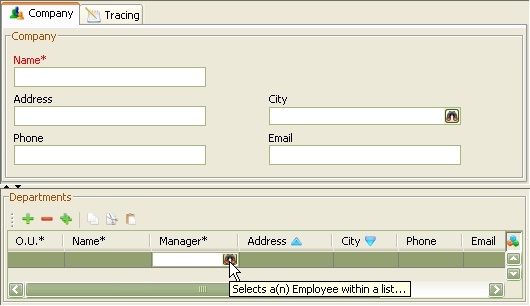 Company Tracing
Company
Name*
Address City
Phone Email
Departments
O.U.* Name* Manager* Address City Phone Email
Selects a(n) Employee within a list...